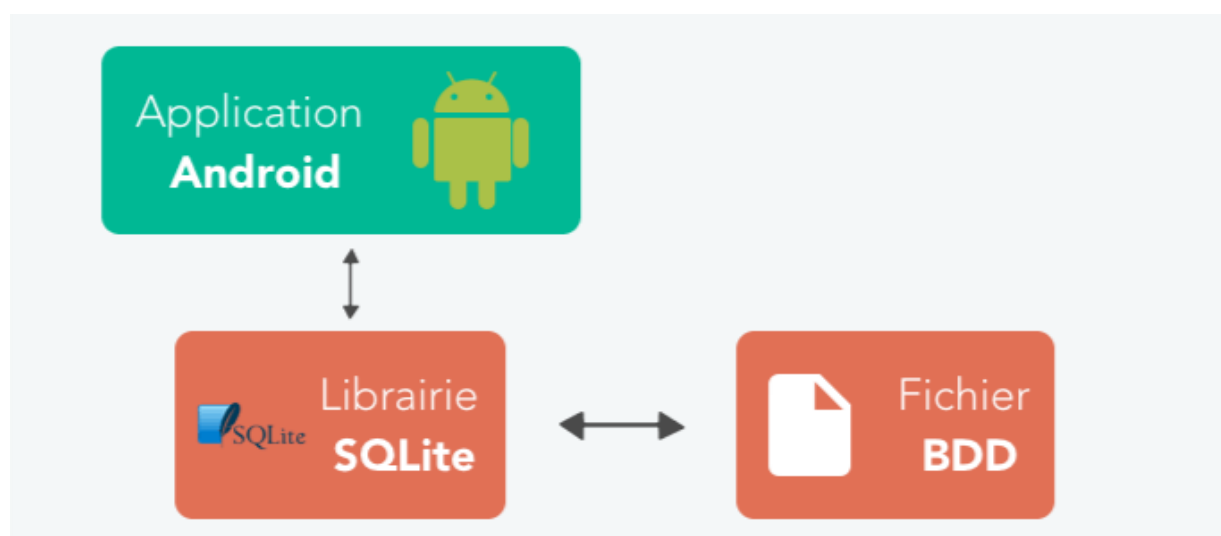 Application
Android
Librairie
SQLite
SQLite
Fichier
BDD